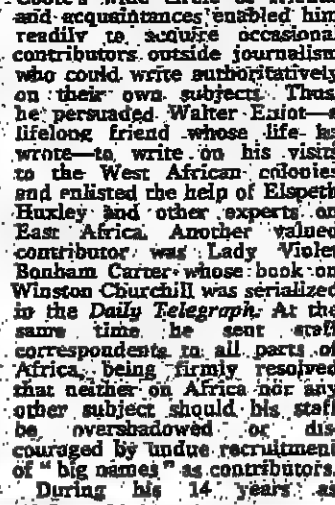 and acquaintances enabled him
readily to acquire occasional
contributors outside journalism
who could write authoritatively
on their own subjects. Thus
he persuaded Walter Elliot—a
lifelong friend whose life he
wrote—to write on his visits
to the West African colonies
and enlisted the help of Elspeth
Huxley and other experts on
East Africa. Another valued
contributor was Lady Violet
Bonham Carter whose book on
Winston Churchill was serialized
in the Daily Telegraph. At the
same time he sent staff
correspondents to all parts of
Africa, being firmly resolved
that neither on Africa nor any
other subject should his staff
be overshadowed or dis-
couraged by undue recruitment
of " big names " as contributors.
During his 14 years as